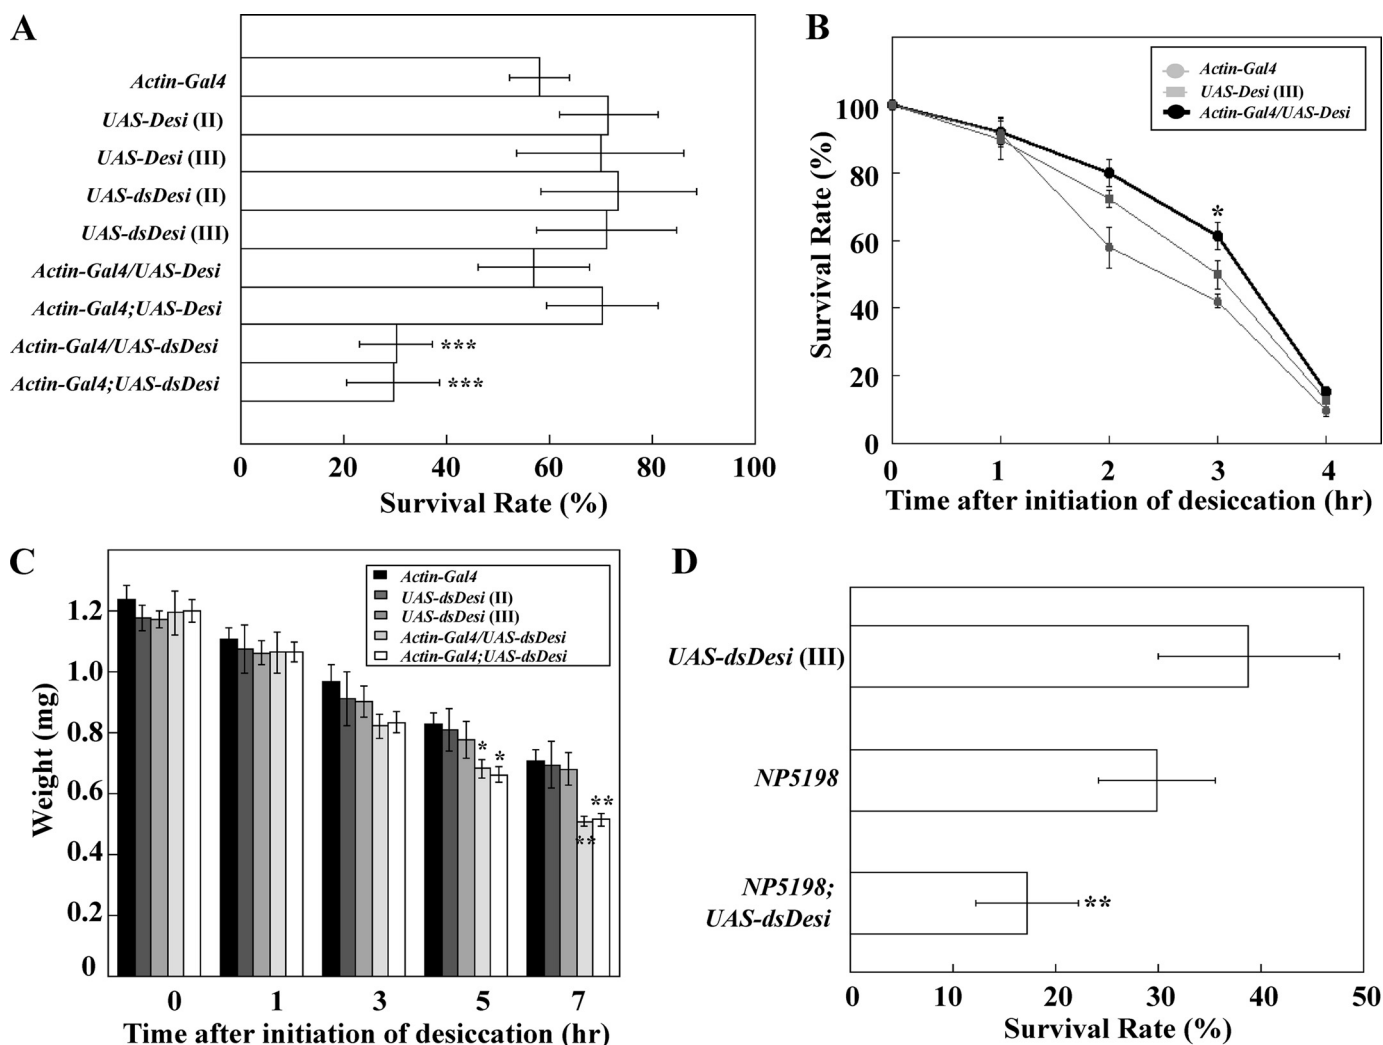 A
Actin-Gal4
UAS-Desi (II)
UAS-Desi (III)
UAS-dsDesi (II)
UAS-dsDesi (III)
Actin-Gal4/UAS-Desi
Actin-Gal4;UAS-Desi
Actin-Gal4/UAS-dsDesi
***
Actin-Gal4;UAS-dsDesi
***
0 20 40 60 80 100
Survival Rate (%)
B
Actin-Gal4
UAS-Desi (III)
Actin-Gal4/UAS-Desi
Survival Rate (%)
100
80
60
40
20
0
*
0 1 2 3 4
Time after initiation of desiccation (hr)
C
Actin-Gal4
UAS-dsDesi (II)
UAS-dsDesi (III)
Actin-Gal4/UAS-dsDesi
Actin-Gal4;UAS-dsDesi
Weight (mg)
1.2
1.0
0.8
0.6
0.4
0.2
0
* *
**
**
0 1 3 5 7
Time after initiation of desiccation (hr)
D
UAS-dsDesi (III)
NP5198
NP5198;
UAS-dsDesi
**
0 10 20 30 40 50
Survival Rate (%)